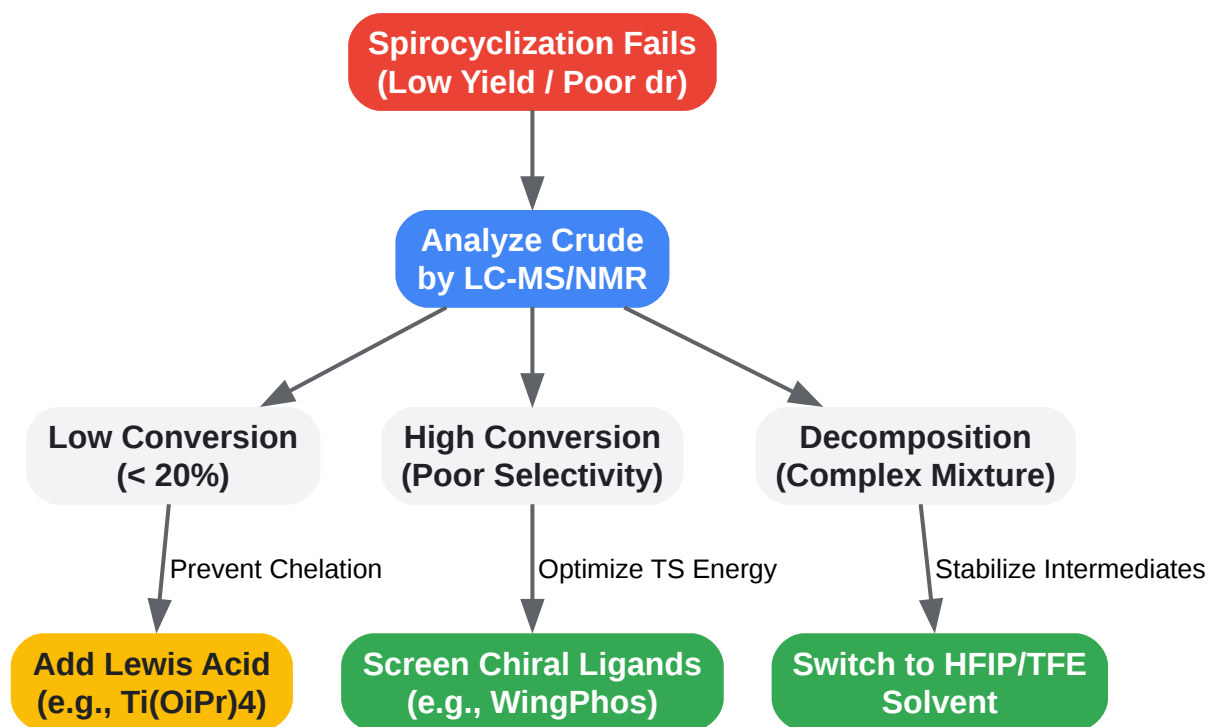 Spirocyclization Fails
(Low Yield / Poor dr)
Analyze Crude
by LC-MS/NMR
Low Conversion
(< 20%)
High Conversion
(Poor Selectivity)
Decomposition
(Complex Mixture)
Prevent Chelation
Optimize TS Energy
Stabilize Intermediates
Add Lewis Acid
(e.g., Ti(OiPr)4)
Screen Chiral Ligands
(e.g., WingPhos)
Switch to HFIP/TFE
Solvent